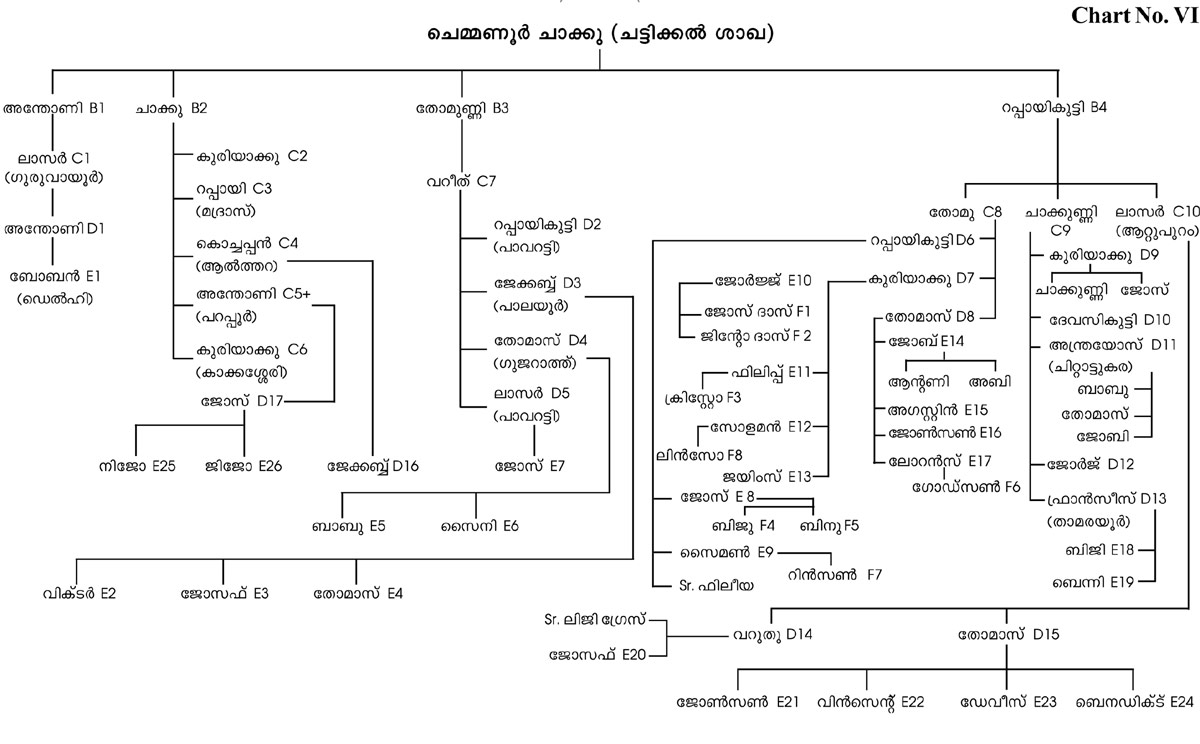 Chart No. VI
ചെമ്മണൂർ ചാക്കു (ചട്ടിക്കൽ ശാഖ)
അന്തോണി B1
ചാക്കു B2
തോമുണ്ണി B3
റപ്പായികുട്ടി B4
ലാസർ C1
(ഗുരുവായൂർ)
അന്തോണി D1
ബോബൻ E1
(ഡെൽഹി)
കുരിയാക്കു C2
റപ്പായി C3
(മദ്രാസ്)
കൊച്ചപ്പൻ C4
(ആൽത്തറ)
അന്തോണി C5+
(പറപ്പൂർ)
കുരിയാക്കു C6
(കാക്കശ്ശേരി)
ജോസ് D17
നിജോ E25
ജിജോ E26
ജേക്കബ്ബ് D16
വറീത് C7
റപ്പായികുട്ടി D2
(പാവറട്ടി)
ജേക്കബ്ബ് D3
(പാലയൂർ)
തോമാസ് D4
(ഗുജറാത്ത്)
ലാസർ D5
(പാവറട്ടി)
ജോസ് E7
ബാബു E5
സൈനി E6
വിക്ടർ E2
ജോസഫ് E3
തോമാസ് E4
തോമു C8
ചാക്കുണ്ണി
C9
ലാസർ C10
(ആറ്റുപുറം)
റപ്പായികുട്ടി D6
കുരിയാക്കു D7
തോമാസ് D8
ജോർജ്ജ് E10
ജോസ് ദാസ് F1
ജിന്റോ ദാസ് F 2
ഫിലിപ്പ് E11
ക്രിസ്റ്റോ F3
സോളമൻ E12
ലിൻസോ F8
ജയിംസ് E13
ജോബ് E14
ആന്റണി
അബി
അഗസ്റ്റിൻ E15
ജോൺസൺ E16
ലോറൻസ് E17
ഗോഡ്സൺ F6
ജോസ് E 8
ബിജു F4
ബിനു F5
സൈമൺ E9
റിൻസൺ F7
Sr. ഫിലീയ
കുരിയാക്കു D9
ചാക്കുണ്ണി
ജോസ്
ദേവസികുട്ടി D10
അന്ത്രയോസ് D11
(ചിറ്റാട്ടുകര)
ബാബു
തോമാസ്
ജോബി
ജോർജ് D12
ഫ്രാൻസീസ് D13
(താമരയൂർ)
ബിജി E18
ബെന്നി E19
Sr. ലിജി ഗ്രേസ്
ജോസഫ് E20
വറുതു D14
തോമാസ് D15
ജോൺസൺ E21
വിൻസെന്റ് E22
ഡേവീസ് E23
ബെനഡിക്ട് E24